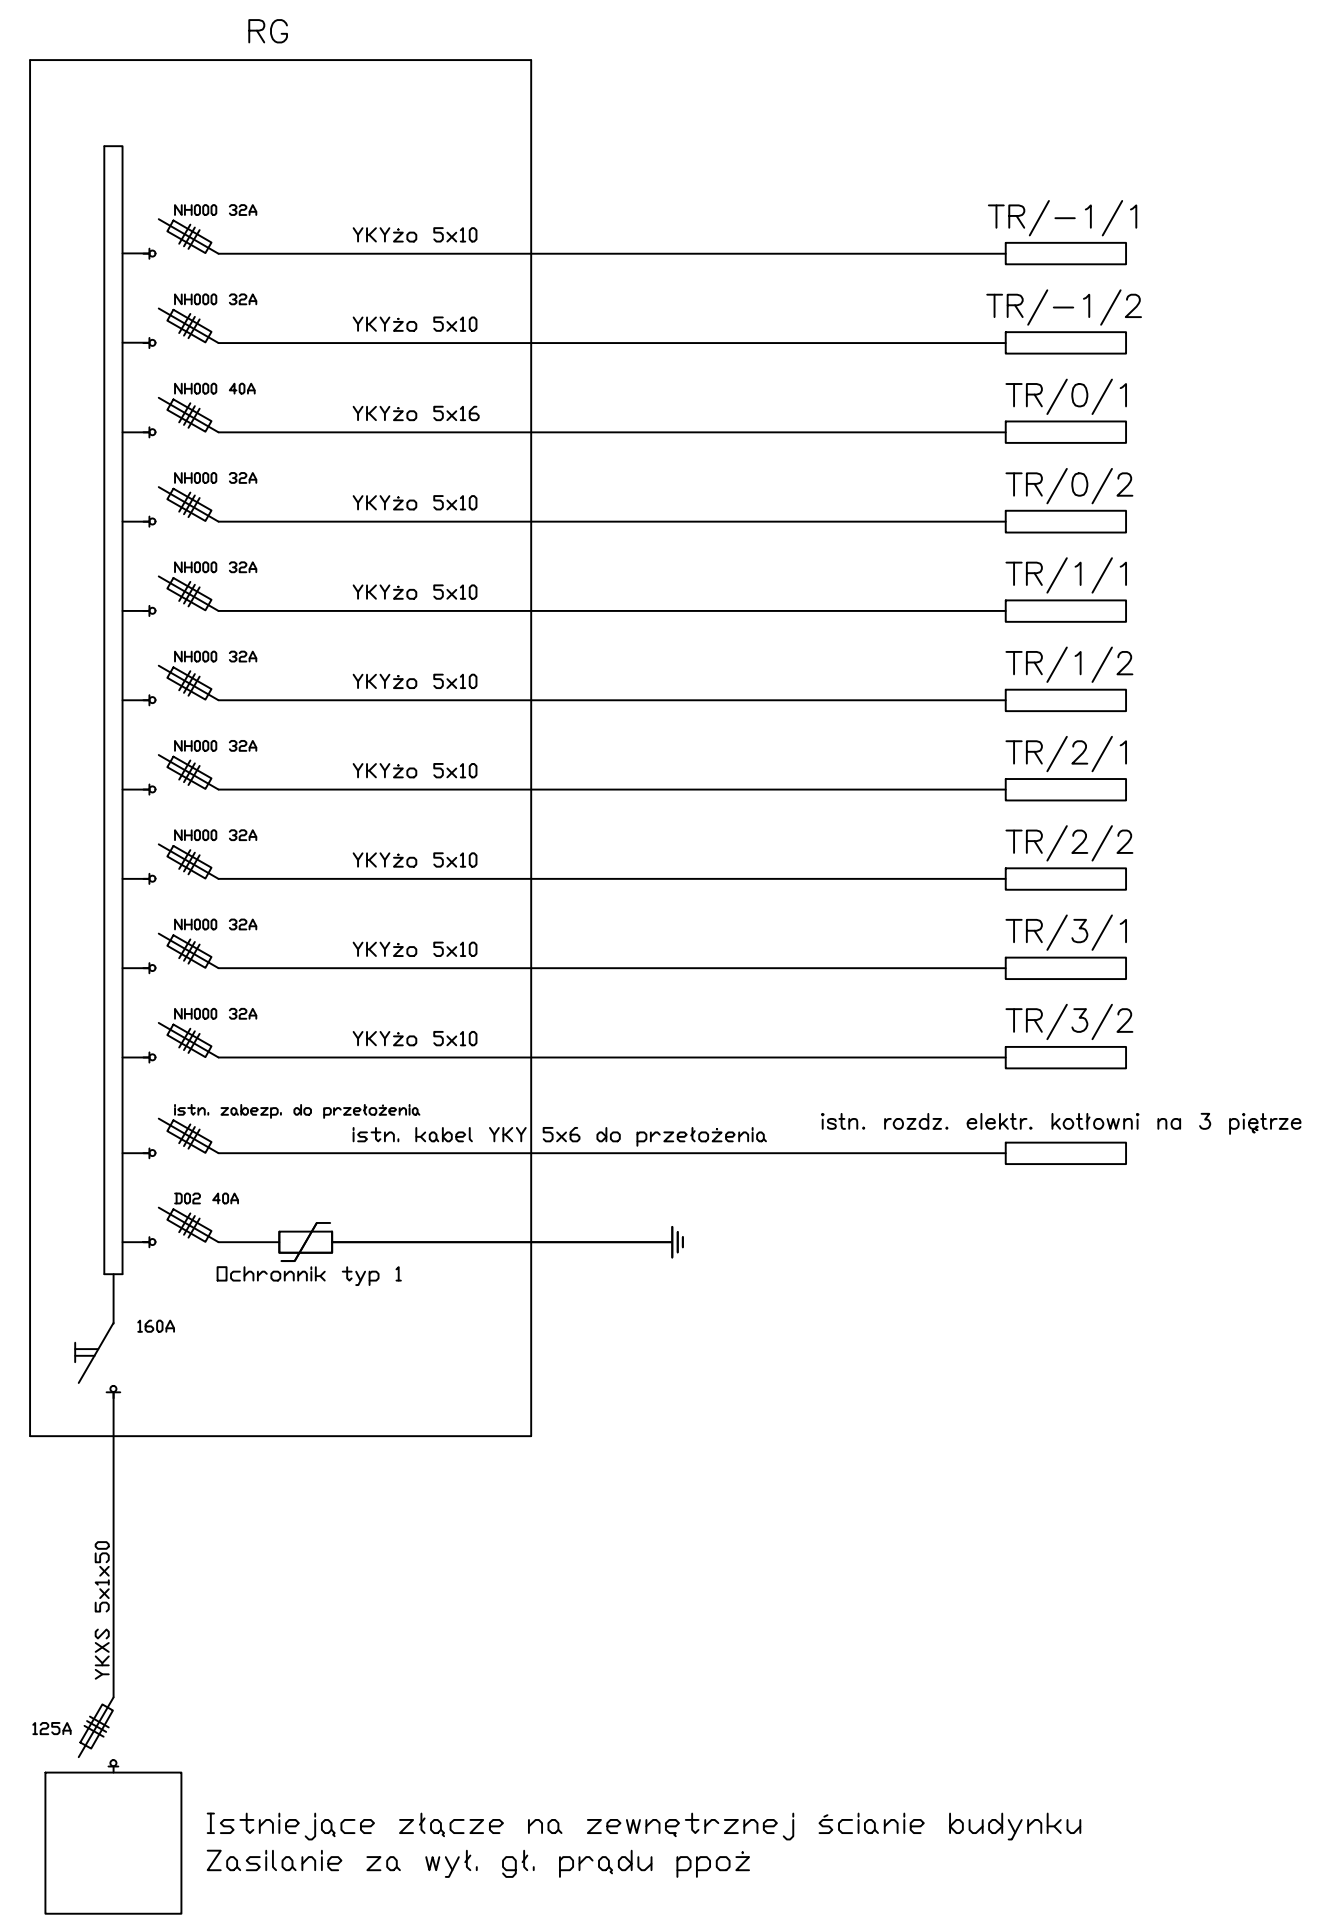 RG
NH000 32A
YKYżo 5x10
TR/-1/1
NH000 32A
YKYżo 5x10
TR/-1/2
NH000 40A
YKYżo 5x16
TR/0/1
NH000 32A
YKYżo 5x10
TR/0/2
NH000 32A
YKYżo 5x10
TR/1/1
NH000 32A
YKYżo 5x10
TR/1/2
NH000 32A
YKYżo 5x10
TR/2/1
NH000 32A
YKYżo 5x10
TR/2/2
NH000 32A
YKYżo 5x10
TR/3/1
NH000 32A
YKYżo 5x10
TR/3/2
istn. zabezp. do przełożenia
istn. kabel YKY 5x6 do przełożenia
istn. rozdz. elektr. kotłowni na 3 piętrze
D02 40A
Ochronnik typ 1
160A
YKXS 5x1x50
125A
Istniejące złącze na zewnętrznej ścianie budynku
Zasilanie za wył. gł. prądu ppoż